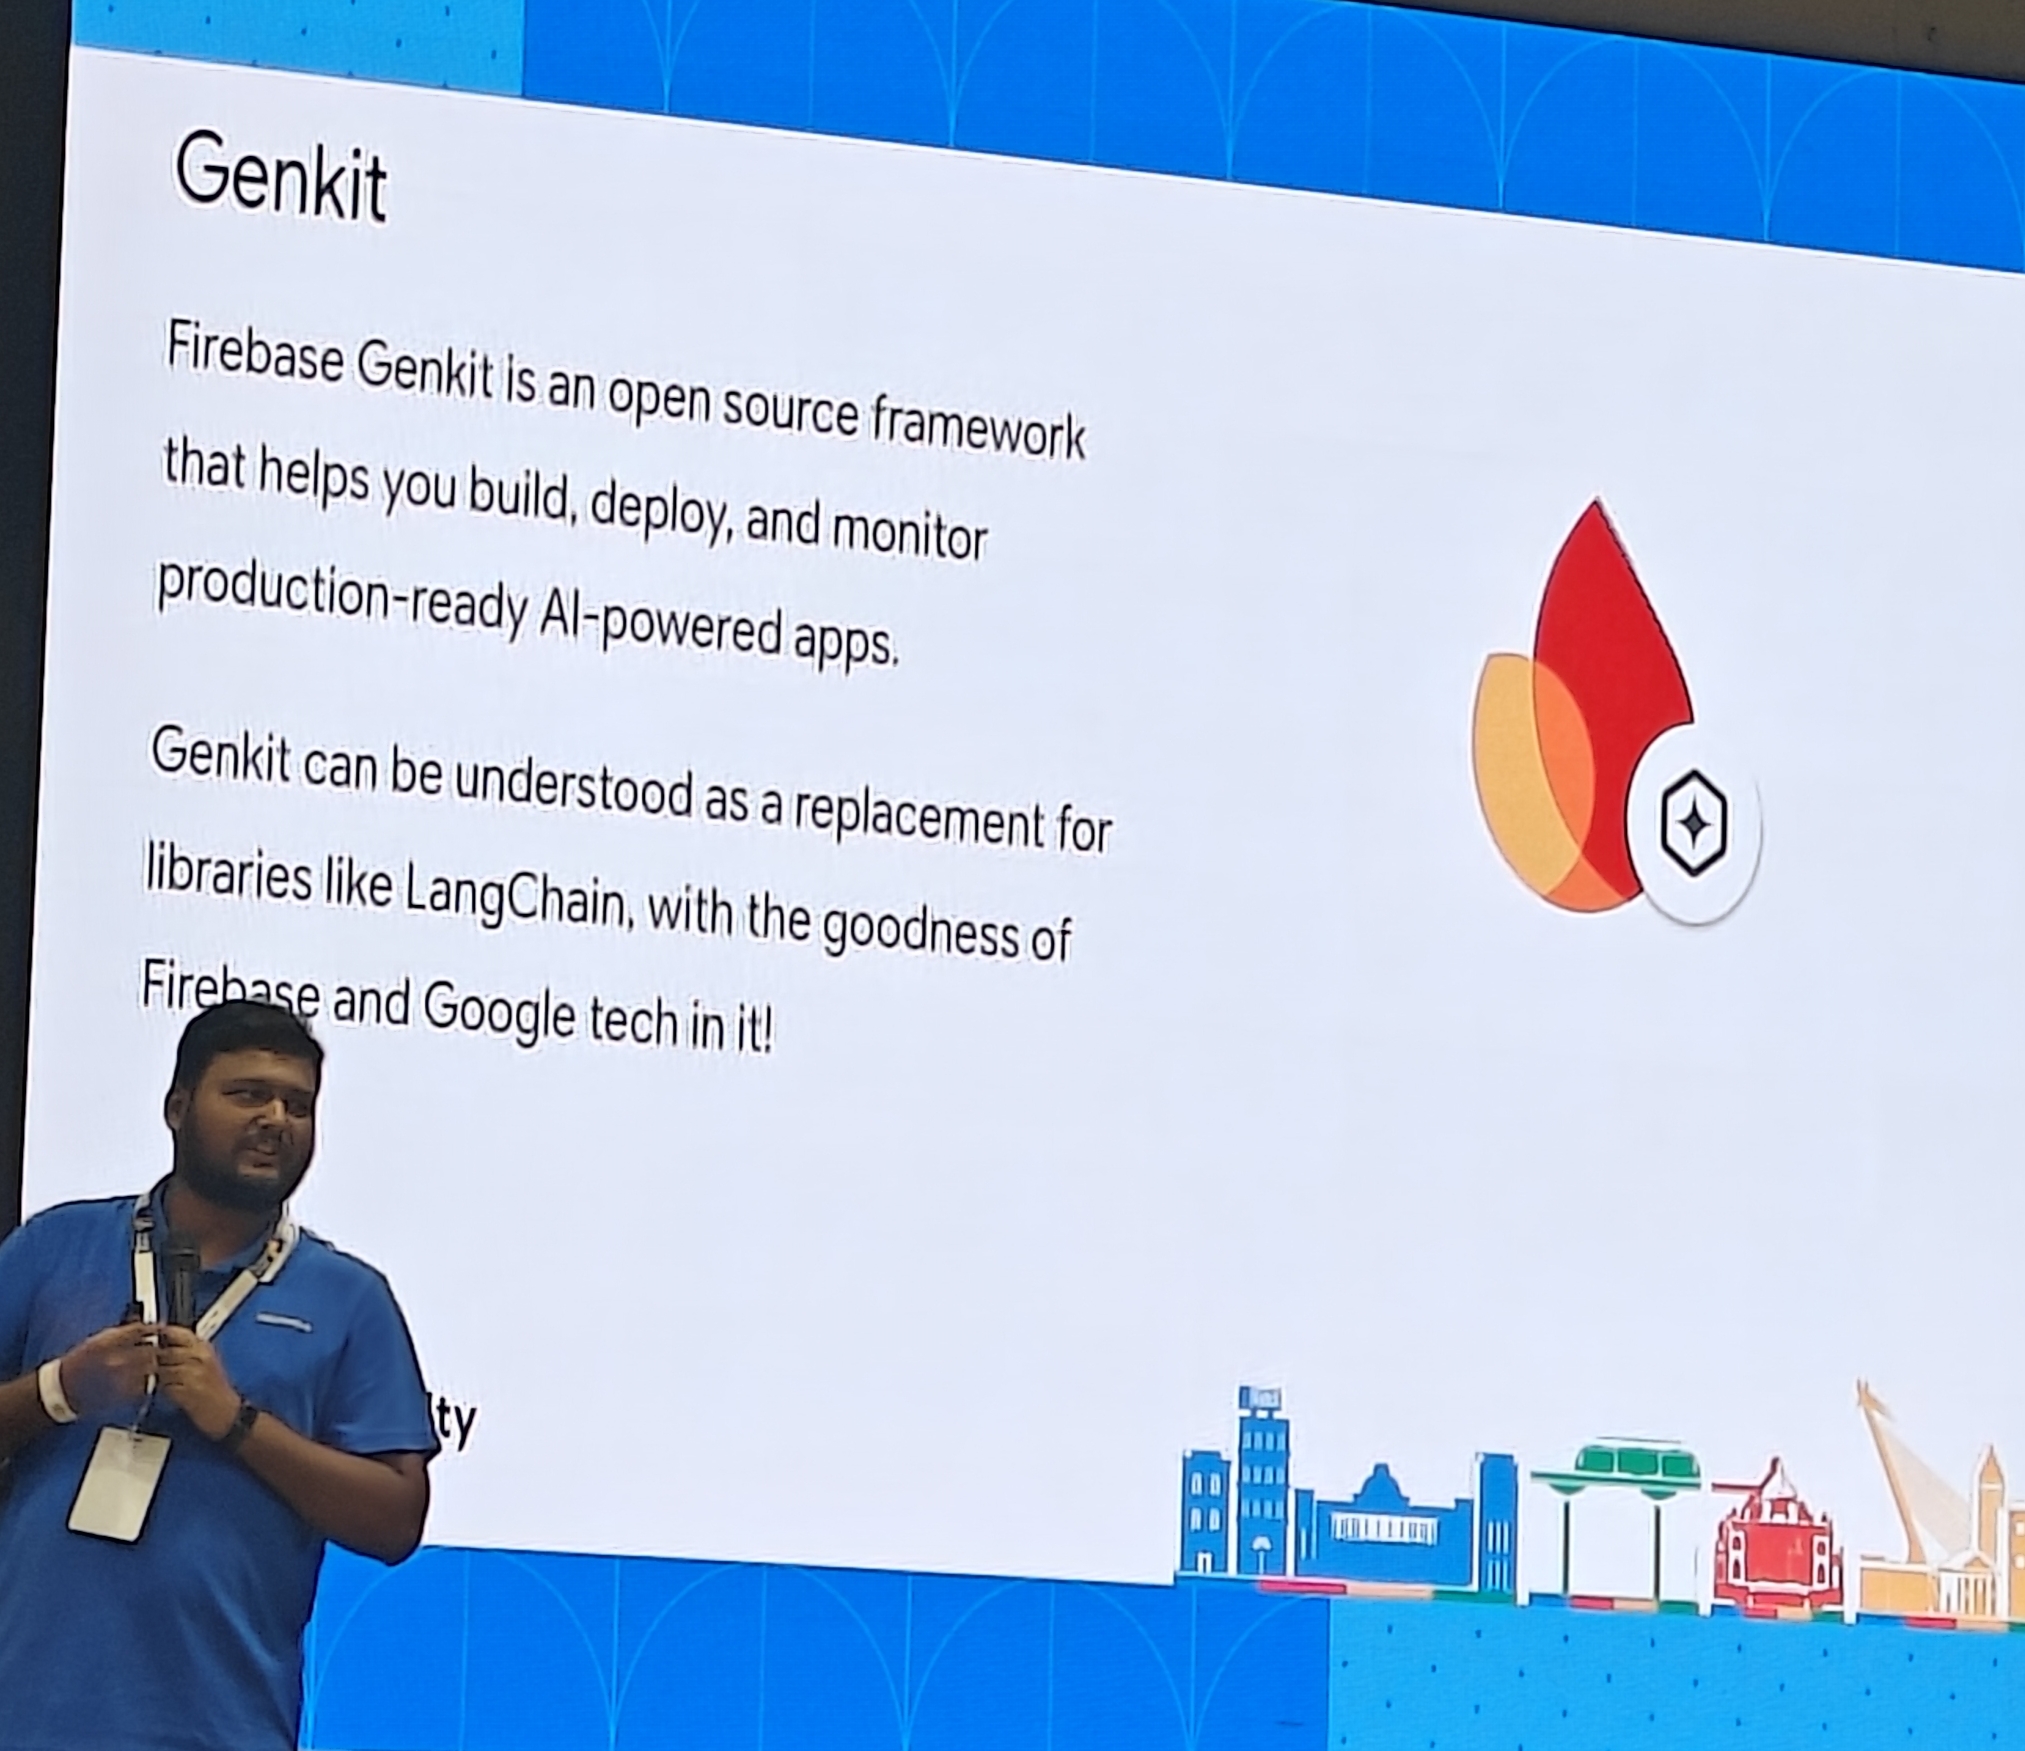 Genkit
Firebase Genkit is an open source framework
that helps you build, deploy, and monitor
production-ready AI-powered apps.
Genkit can be understood as a replacement for
libraries like LangChain, with the goodness of
Firebase and Google tech in it!
ty